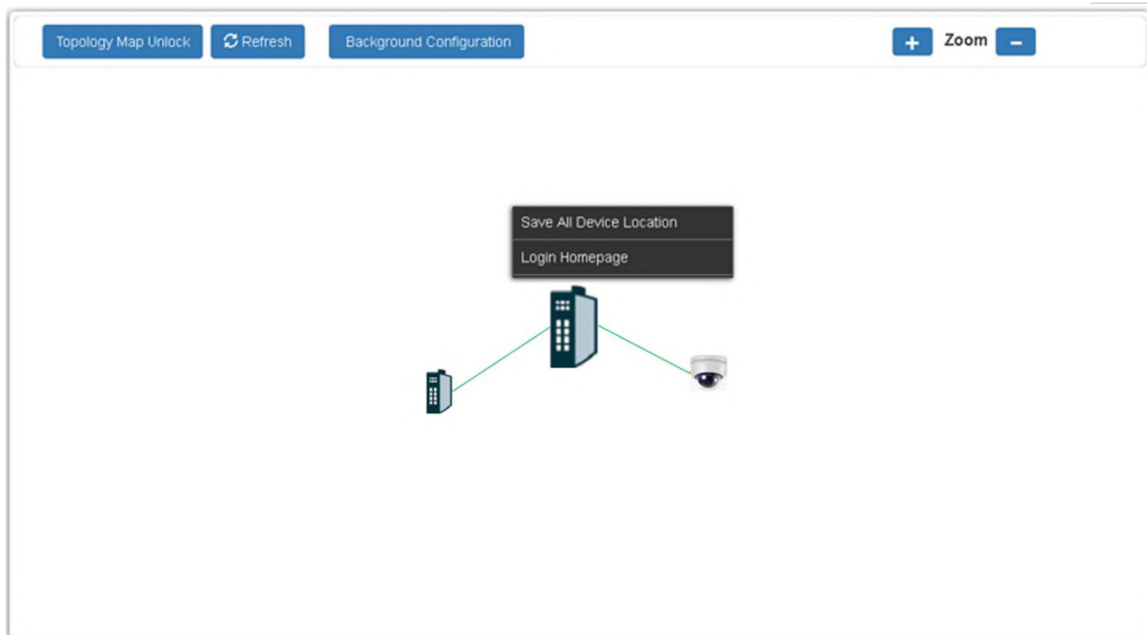 Topology Map Unlock
Refresh
Background Configuration
+ Zoom −
Save All Device Location
Login Homepage